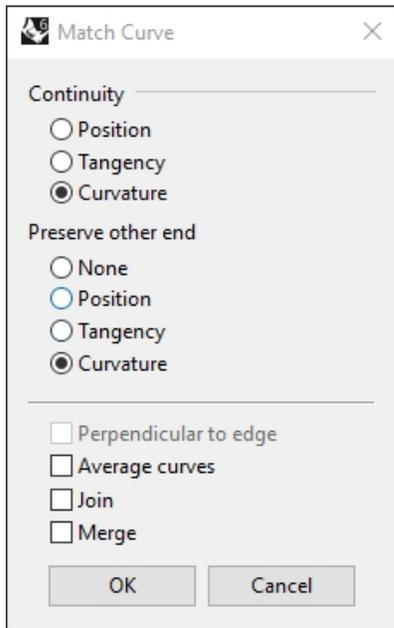 6
Match Curve
Continuity
Position
Tangency
Curvature
Preserve other end
None
Position
Tangency
Curvature
Perpendicular to edge
Average curves
Join
Merge
OK Cancel